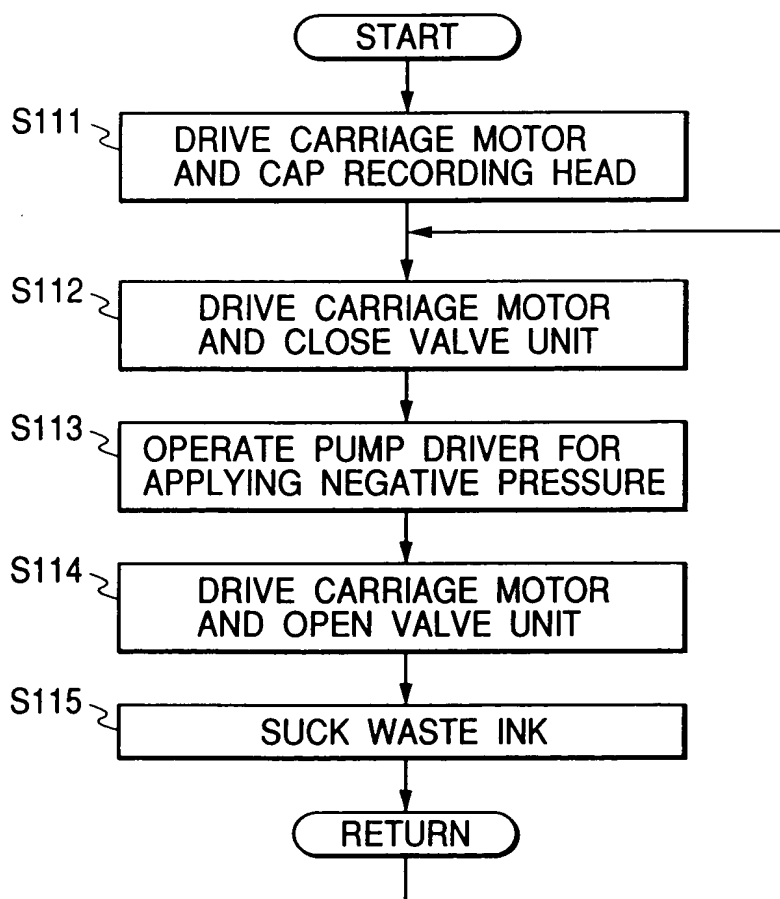 START
S111
DRIVE CARRIAGE MOTOR
AND CAP RECORDING HEAD
S112
DRIVE CARRIAGE MOTOR
AND CLOSE VALVE UNIT
S113
OPERATE PUMP DRIVER FOR
APPLYING NEGATIVE PRESSURE
S114
DRIVE CARRIAGE MOTOR
AND OPEN VALVE UNIT
S115
SUCK WASTE INK
RETURN